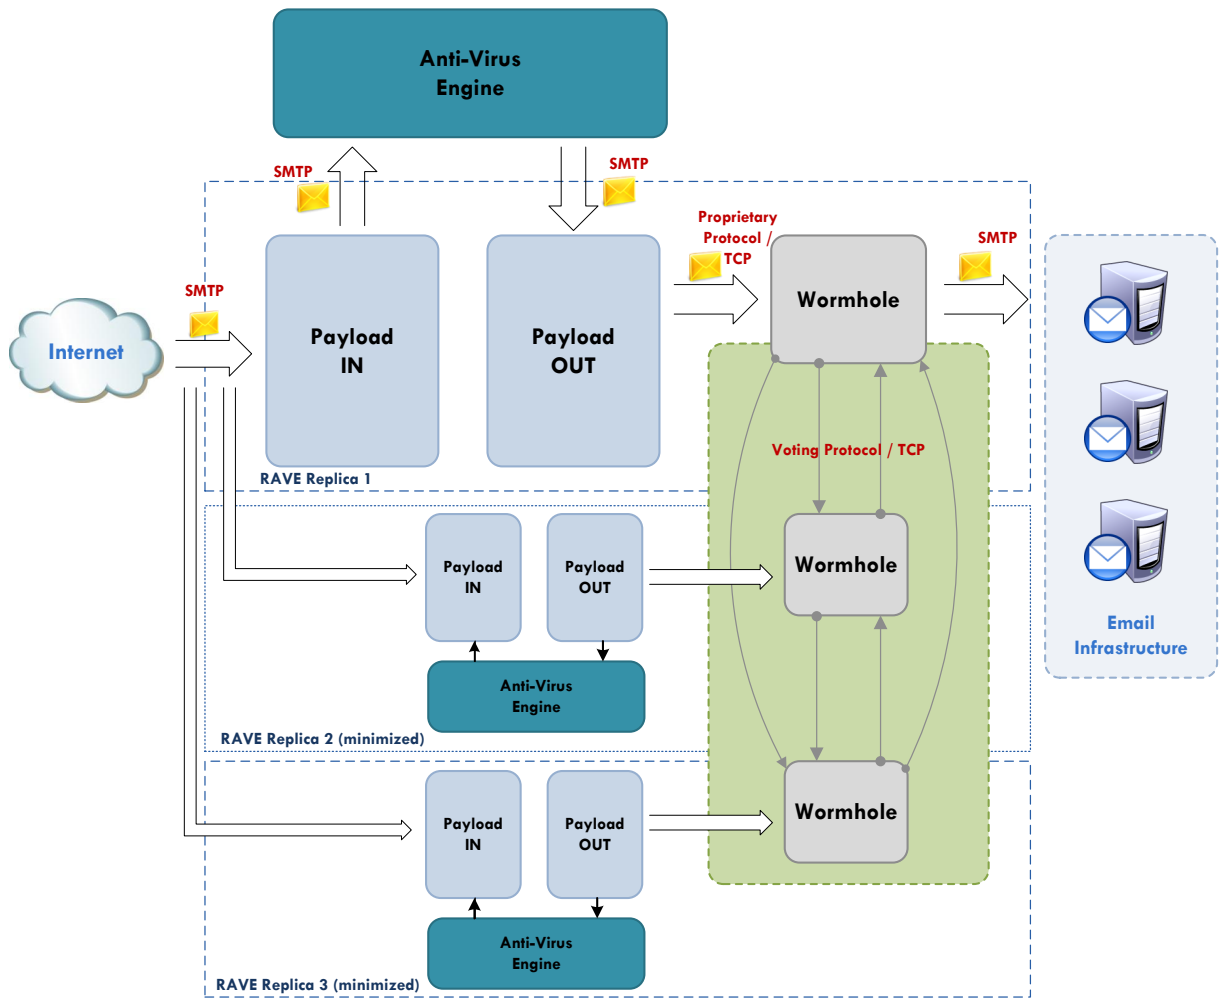 Anti-Virus
Engine
SMTP
SMTP
Proprietary
Protocol /
TCP
SMTP
SMTP
Internet
Payload
IN
Payload
OUT
Wormhole
Voting Protocol / TCP
RAVE Replica 1
Payload
IN
Payload
OUT
Wormhole
Anti-Virus
Engine
RAVE Replica 2 (minimized)
Payload
IN
Payload
OUT
Wormhole
Anti-Virus
Engine
RAVE Replica 3 (minimized)
Email
Infrastructure